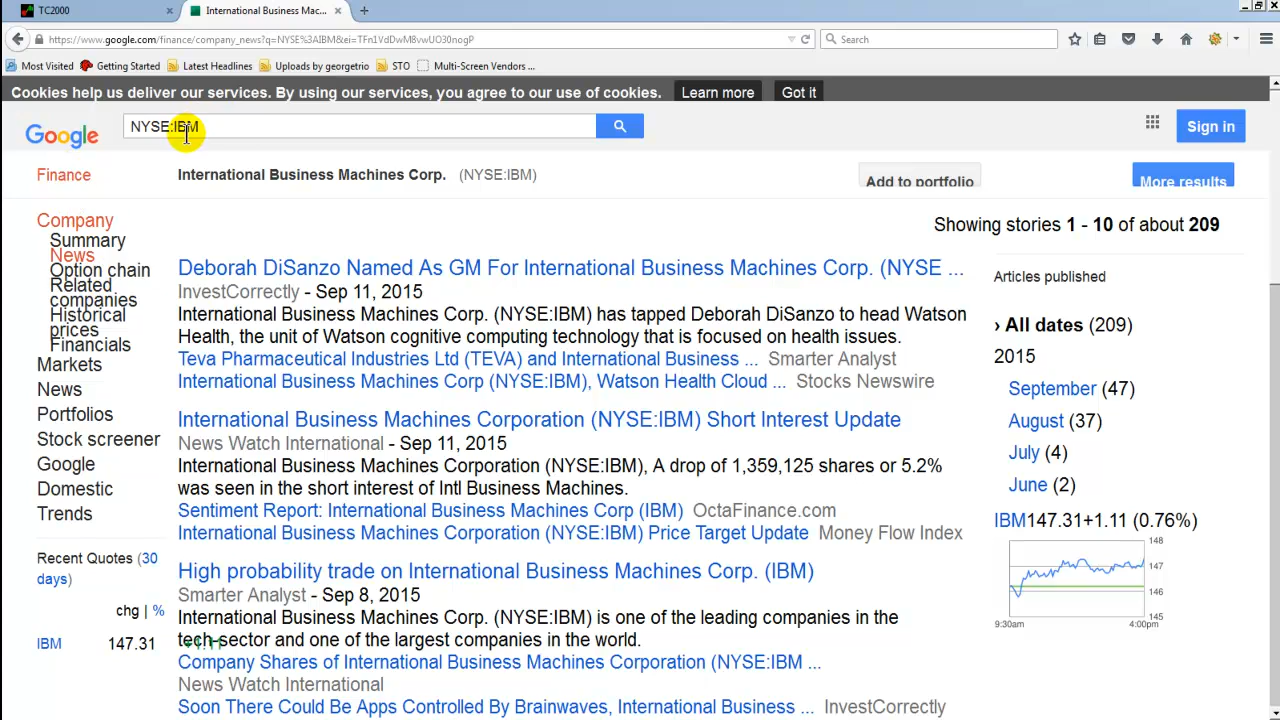 TC2000
International Business Mac...
https://www.google.com/finance/company_news?q=NYSE%3AIBM&ei=TFn1VdDwM8vwUO30nogP
Search
Most Visited
Getting Started
Latest Headlines
Uploads by georgetrio
STO
Multi-Screen Vendors ...
Cookies help us deliver our services. By using our services, you agree to our use of cookies.
Learn more
Got it
Google
NYSE:IBM
Sign in
Finance
International Business Machines Corp. (NYSE:IBM)
Add to portfolio
More results
Company
Summary
News
Option chain
Related
companies
Historical
prices
Financials
Markets
News
Portfolios
Stock screener
Google
Domestic
Trends
Recent Quotes (30
days)
chg | %
IBM 147.31 +1.11
Showing stories 1 - 10 of about 209
Deborah DiSanzo Named As GM For International Business Machines Corp. (NYSE ...
InvestCorrectly - Sep 11, 2015
International Business Machines Corp. (NYSE:IBM) has tapped Deborah DiSanzo to head Watson
Health, the unit of Watson cognitive computing technology that is focused on health issues.
Teva Pharmaceutical Industries Ltd (TEVA) and International Business ... Smarter Analyst
International Business Machines Corp (NYSE:IBM), Watson Health Cloud ... Stocks Newswire
International Business Machines Corporation (NYSE:IBM) Short Interest Update
News Watch International - Sep 11, 2015
International Business Machines Corporation (NYSE:IBM), A drop of 1,359,125 shares or 5.2%
was seen in the short interest of Intl Business Machines.
Sentiment Report: International Business Machines Corp (IBM) OctaFinance.com
International Business Machines Corporation (NYSE:IBM) Price Target Update Money Flow Index
High probability trade on International Business Machines Corp. (IBM)
Smarter Analyst - Sep 8, 2015
International Business Machines Corp. (NYSE:IBM) is one of the leading companies in the
tech-sector and one of the largest companies in the world.
Company Shares of International Business Machines Corporation (NYSE:IBM ...
News Watch International
Soon There Could Be Apps Controlled By Brainwaves, International Business ... InvestCorrectly
Articles published
› All dates (209)
2015
September (47)
August (37)
July (4)
June (2)
IBM147.31+1.11 (0.76%)
148
147
146
145
9:30am 4:00pm